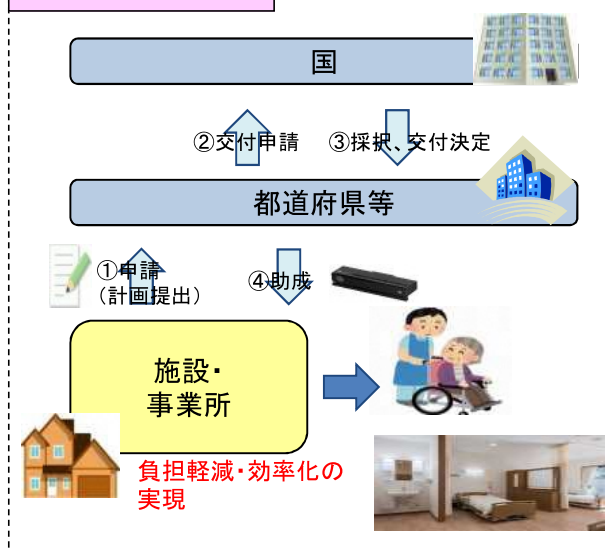 国
②交付申請
③採択、交付決定
都道府県等
①申請
（計画提出）
④助成
施設・
事業所
負担軽減・効率化の
実現